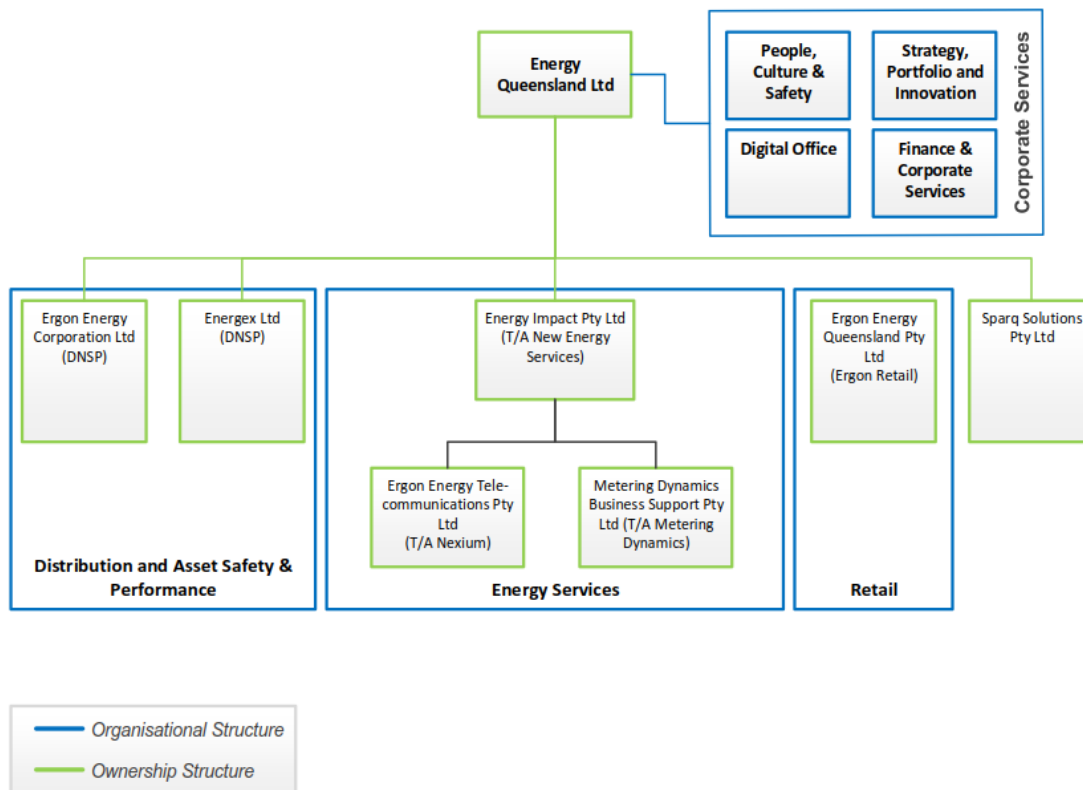 Energy
Queensland Ltd
People,
Culture &
Safety
Strategy,
Portfolio and
Innovation
Digital Office
Finance &
Corporate
Services
Corporate Services
Ergon Energy
Corporation Ltd
(DNSP)
Energex Ltd
(DNSP)
Distribution and Asset Safety &
Performance
Energy Impact Pty Ltd
(T/A New Energy
Services)
Ergon Energy Tele-
communications Pty
Ltd
(T/A Nexium)
Metering Dynamics
Business Support Pty
Ltd (T/A Metering
Dynamics)
Energy Services
Ergon Energy
Queensland Pty
Ltd
(Ergon Retail)
Retail
Sparq Solutions
Pty Ltd
Organisational Structure
Ownership Structure